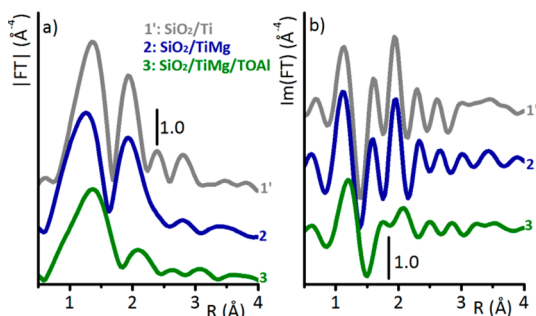 a)
1': SiO₂/Ti
2: SiO₂/TiMg
3: SiO₂/TiMg/TOAl
|FT| (Å⁻⁴)
1.0
1'
2
3
1 2 3 4
R (Å)
b)
Im(FT) (Å⁻⁴)
1'
2
3
1.0
1 2 3 4
R (Å)